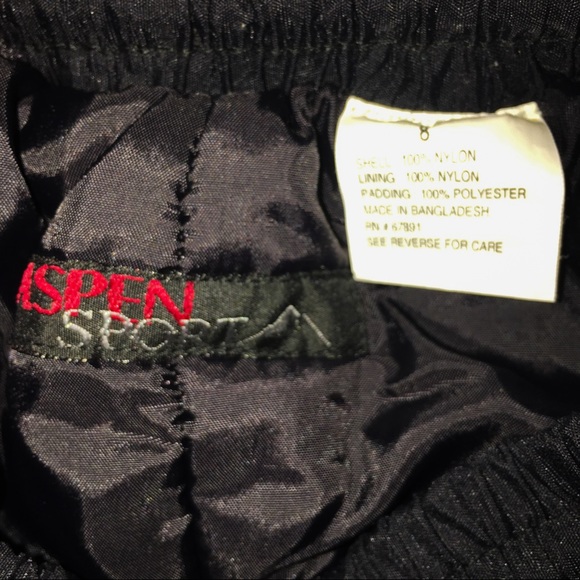 8
SHELL 100% NYLON
LINING 100% NYLON
PADDING 100% POLYESTER
MADE IN BANGLADESH
RN # 67891
SEE REVERSE FOR CARE
ASPEN
SPORT